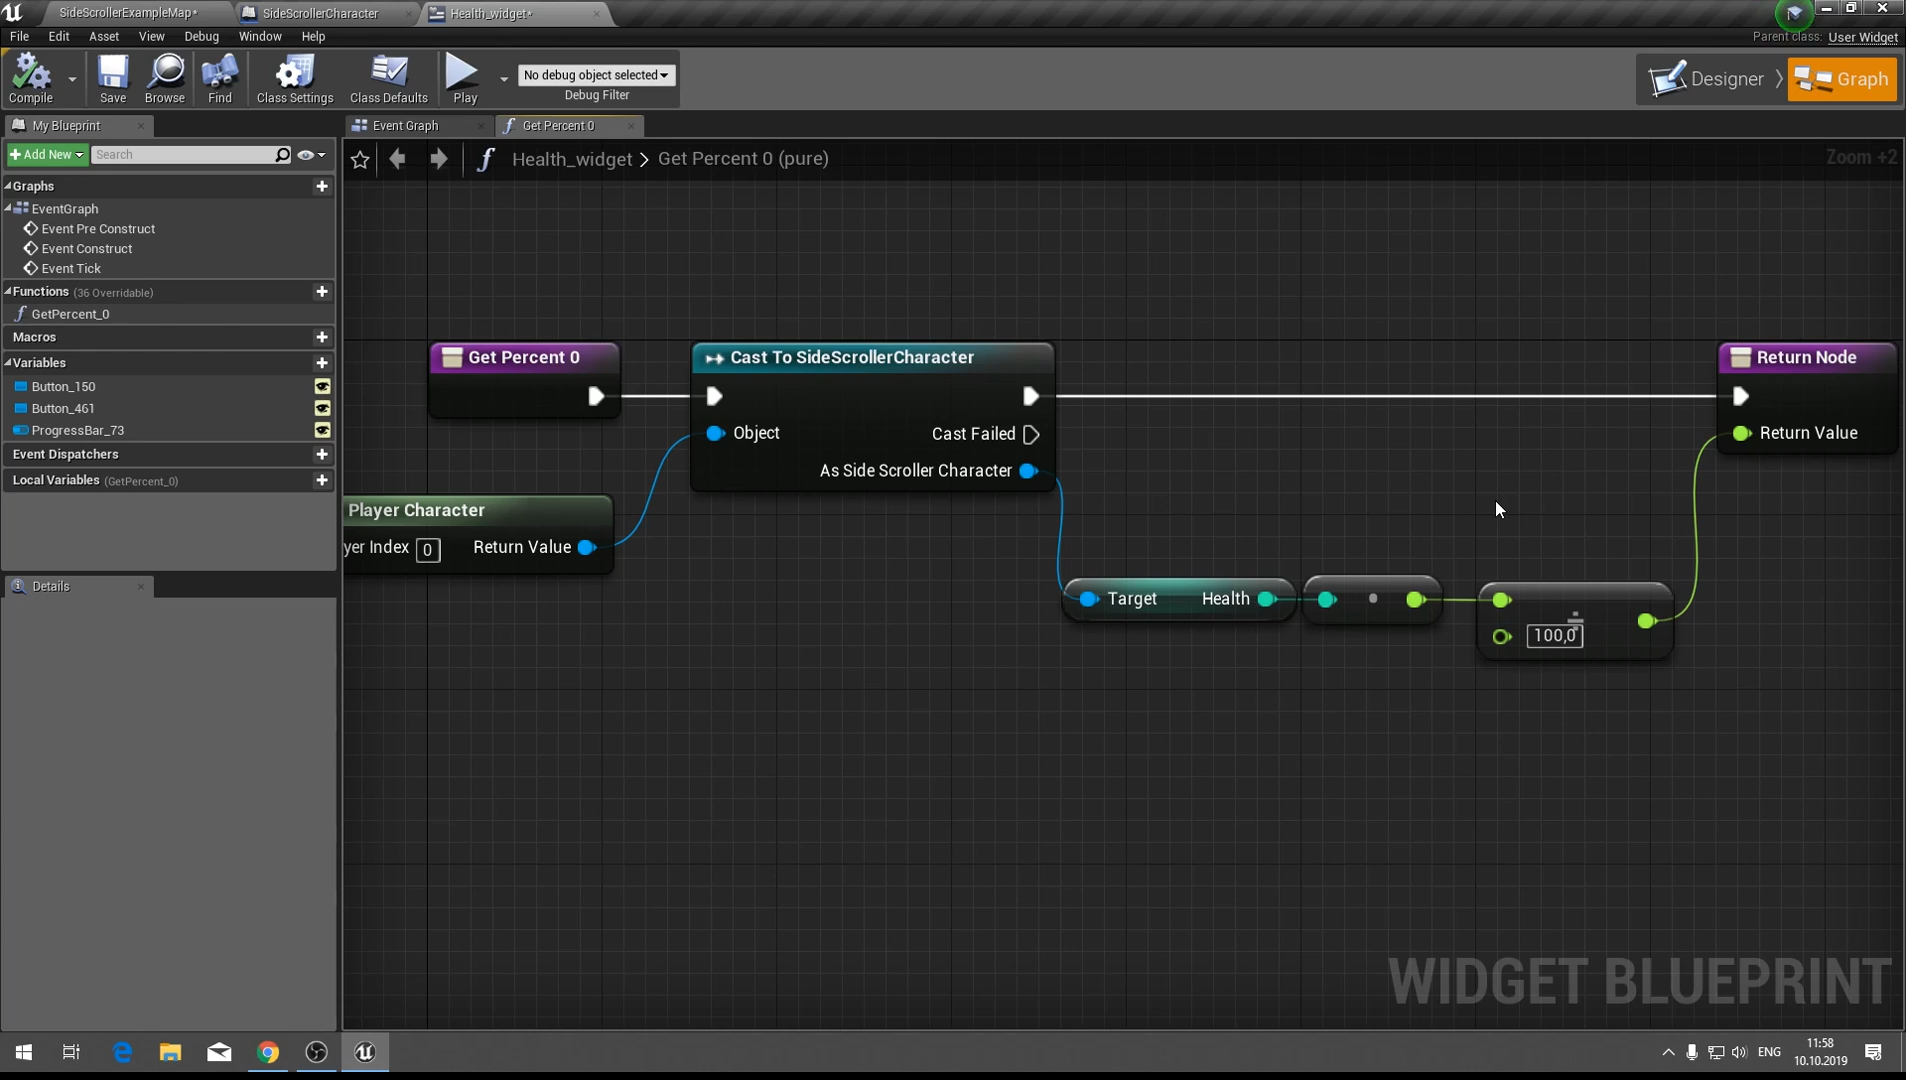 SideScrollerExampleMap*
SideScrollerCharacter
Health_widget*
File Edit Asset View Debug Window Help
Parent class: User Widget
Compile
Save
Browse
Find
Class Settings
Class Defaults
Play
No debug object selected
Debug Filter
Designer
Graph
My Blueprint
Event Graph
Get Percent 0
Add New
Search
Health_widget > Get Percent 0 (pure)
Zoom +2
Graphs
EventGraph
Event Pre Construct
Event Construct
Event Tick
Functions (36 Overridable)
GetPercent_0
Macros
Variables
Button_150
Button_461
ProgressBar_73
Event Dispatchers
Local Variables (GetPercent_0)
Details
Get Percent 0
Cast To SideScrollerCharacter
Object
Cast Failed
As Side Scroller Character
Return Node
Return Value
Player Character
yer Index 0 Return Value
Target Health
100,0
WIDGET BLUEPRINT
ENG
11:58
10.10.2019